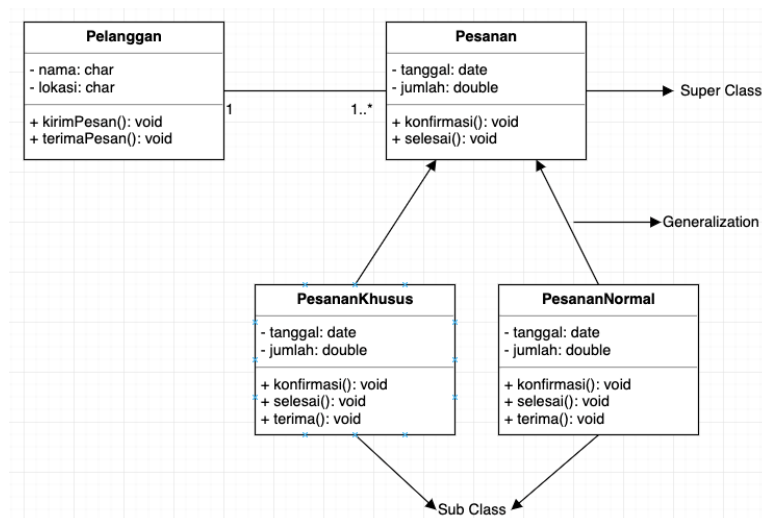 Pelanggan
- nama: char
- lokasi: char
+ kirimPesan(): void
+ terimaPesan(): void
1
1..*
Pesanan
- tanggal: date
- jumlah: double
+ konfirmasi(): void
+ selesai(): void
Super Class
Generalization
PesananKhusus
- tanggal: date
- jumlah: double
+ konfirmasi(): void
+ selesai(): void
+ terima(): void
PesananNormal
- tanggal: date
- jumlah: double
+ konfirmasi(): void
+ selesai(): void
+ terima(): void
Sub Class